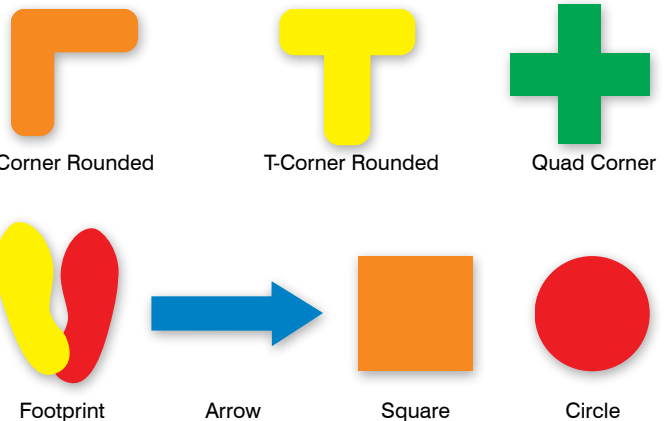 Corner Rounded
T-Corner Rounded
Quad Corner
Footprint
Arrow
Square
Circle